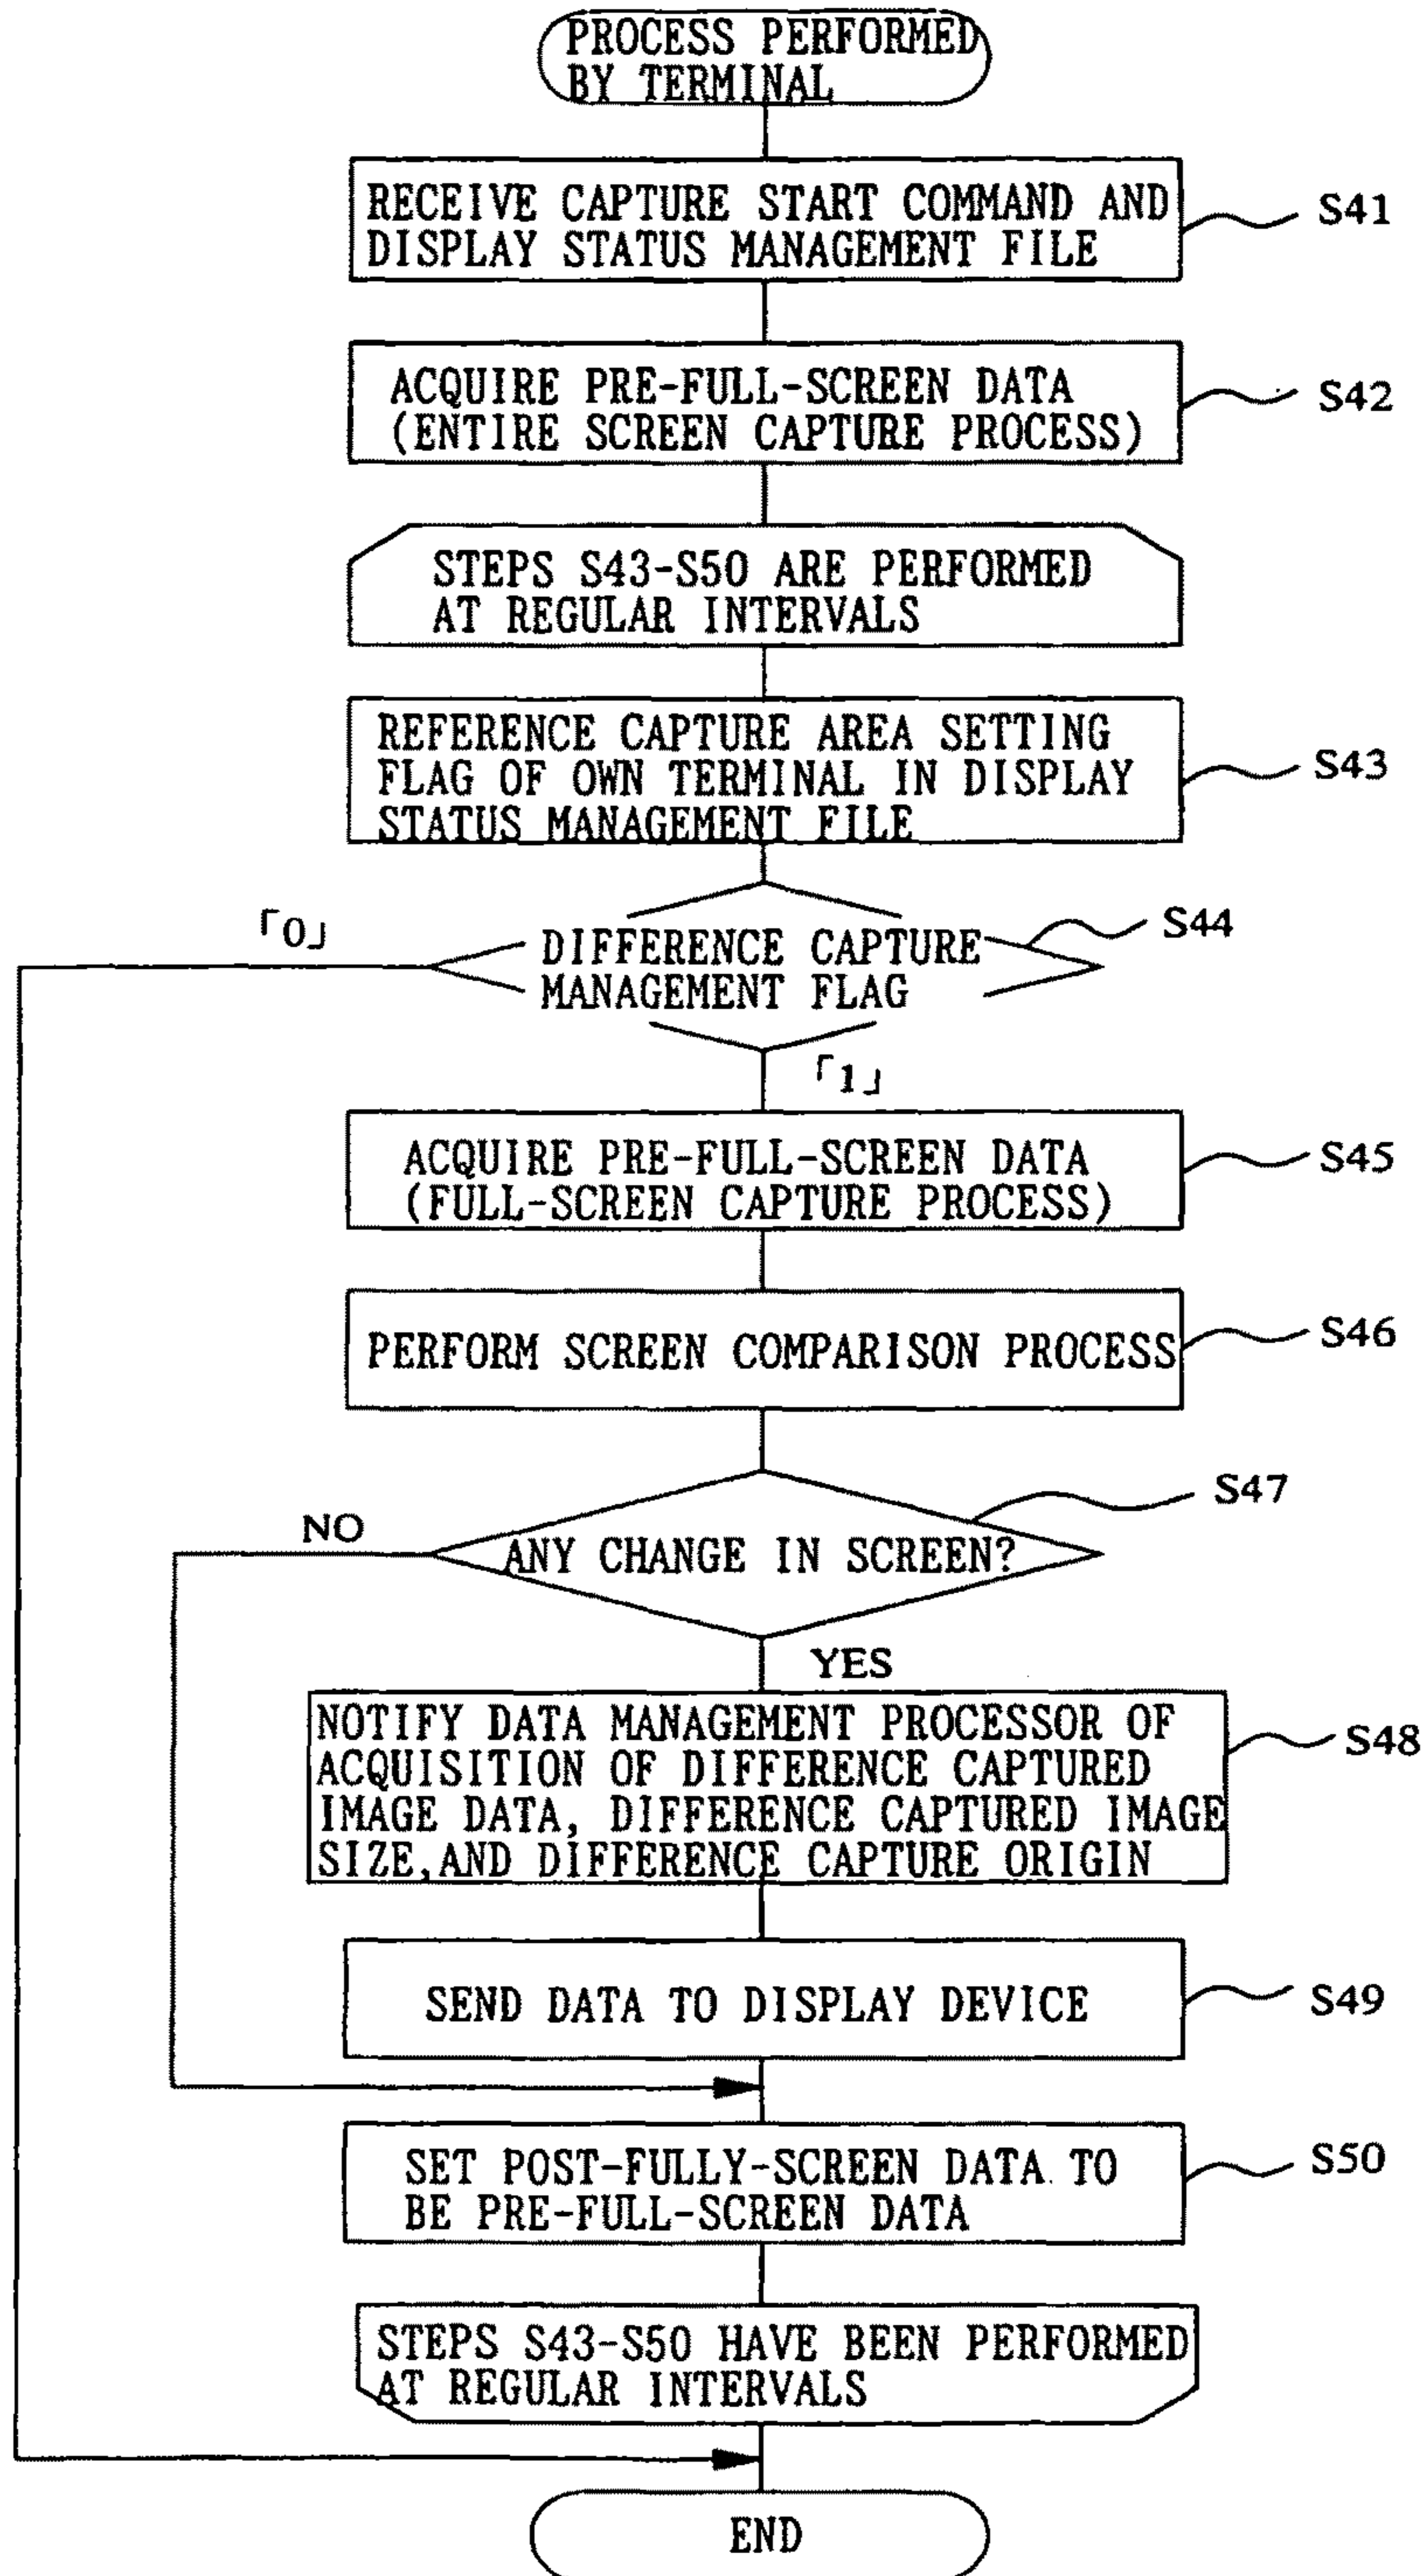 PROCESS PERFORMED
BY TERMINAL
RECEIVE CAPTURE START COMMAND AND
DISPLAY STATUS MANAGEMENT FILE
S41
ACQUIRE PRE-FULL-SCREEN DATA
(ENTIRE SCREEN CAPTURE PROCESS)
S42
STEPS S43-S50 ARE PERFORMED
AT REGULAR INTERVALS
REFERENCE CAPTURE AREA SETTING
FLAG OF OWN TERMINAL IN DISPLAY
STATUS MANAGEMENT FILE
S43
「0」
DIFFERENCE CAPTURE
MANAGEMENT FLAG
S44
「1」
ACQUIRE PRE-FULL-SCREEN DATA
(FULL-SCREEN CAPTURE PROCESS)
S45
PERFORM SCREEN COMPARISON PROCESS
S46
ANY CHANGE IN SCREEN?
S47
NO
YES
NOTIFY DATA MANAGEMENT PROCESSOR OF
ACQUISITION OF DIFFERENCE CAPTURED
IMAGE DATA, DIFFERENCE CAPTURED IMAGE
SIZE,AND DIFFERENCE CAPTURE ORIGIN
S48
SEND DATA TO DISPLAY DEVICE
S49
SET POST-FULLY-SCREEN DATA TO
BE PRE-FULL-SCREEN DATA
S50
STEPS S43-S50 HAVE BEEN PERFORMED
AT REGULAR INTERVALS
END